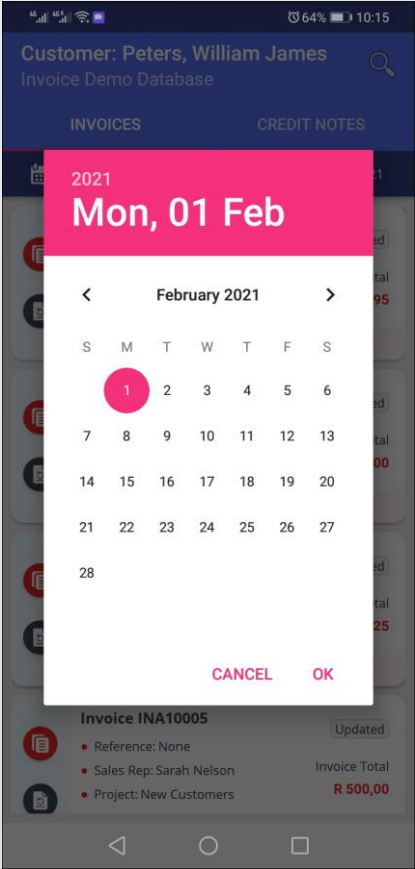 64% 10:15
Customer: Peters, William James
Invoice Demo Database
INVOICES CREDIT NOTES
2021
Mon, 01 Feb
February 2021
S M T W T F S
1 2 3 4 5 6
7 8 9 10 11 12 13
14 15 16 17 18 19 20
21 22 23 24 25 26 27
28
CANCEL OK
Invoice INA10005
Updated
Reference: None
Sales Rep: Sarah Nelson
Invoice Total
Project: New Customers
R 500,00